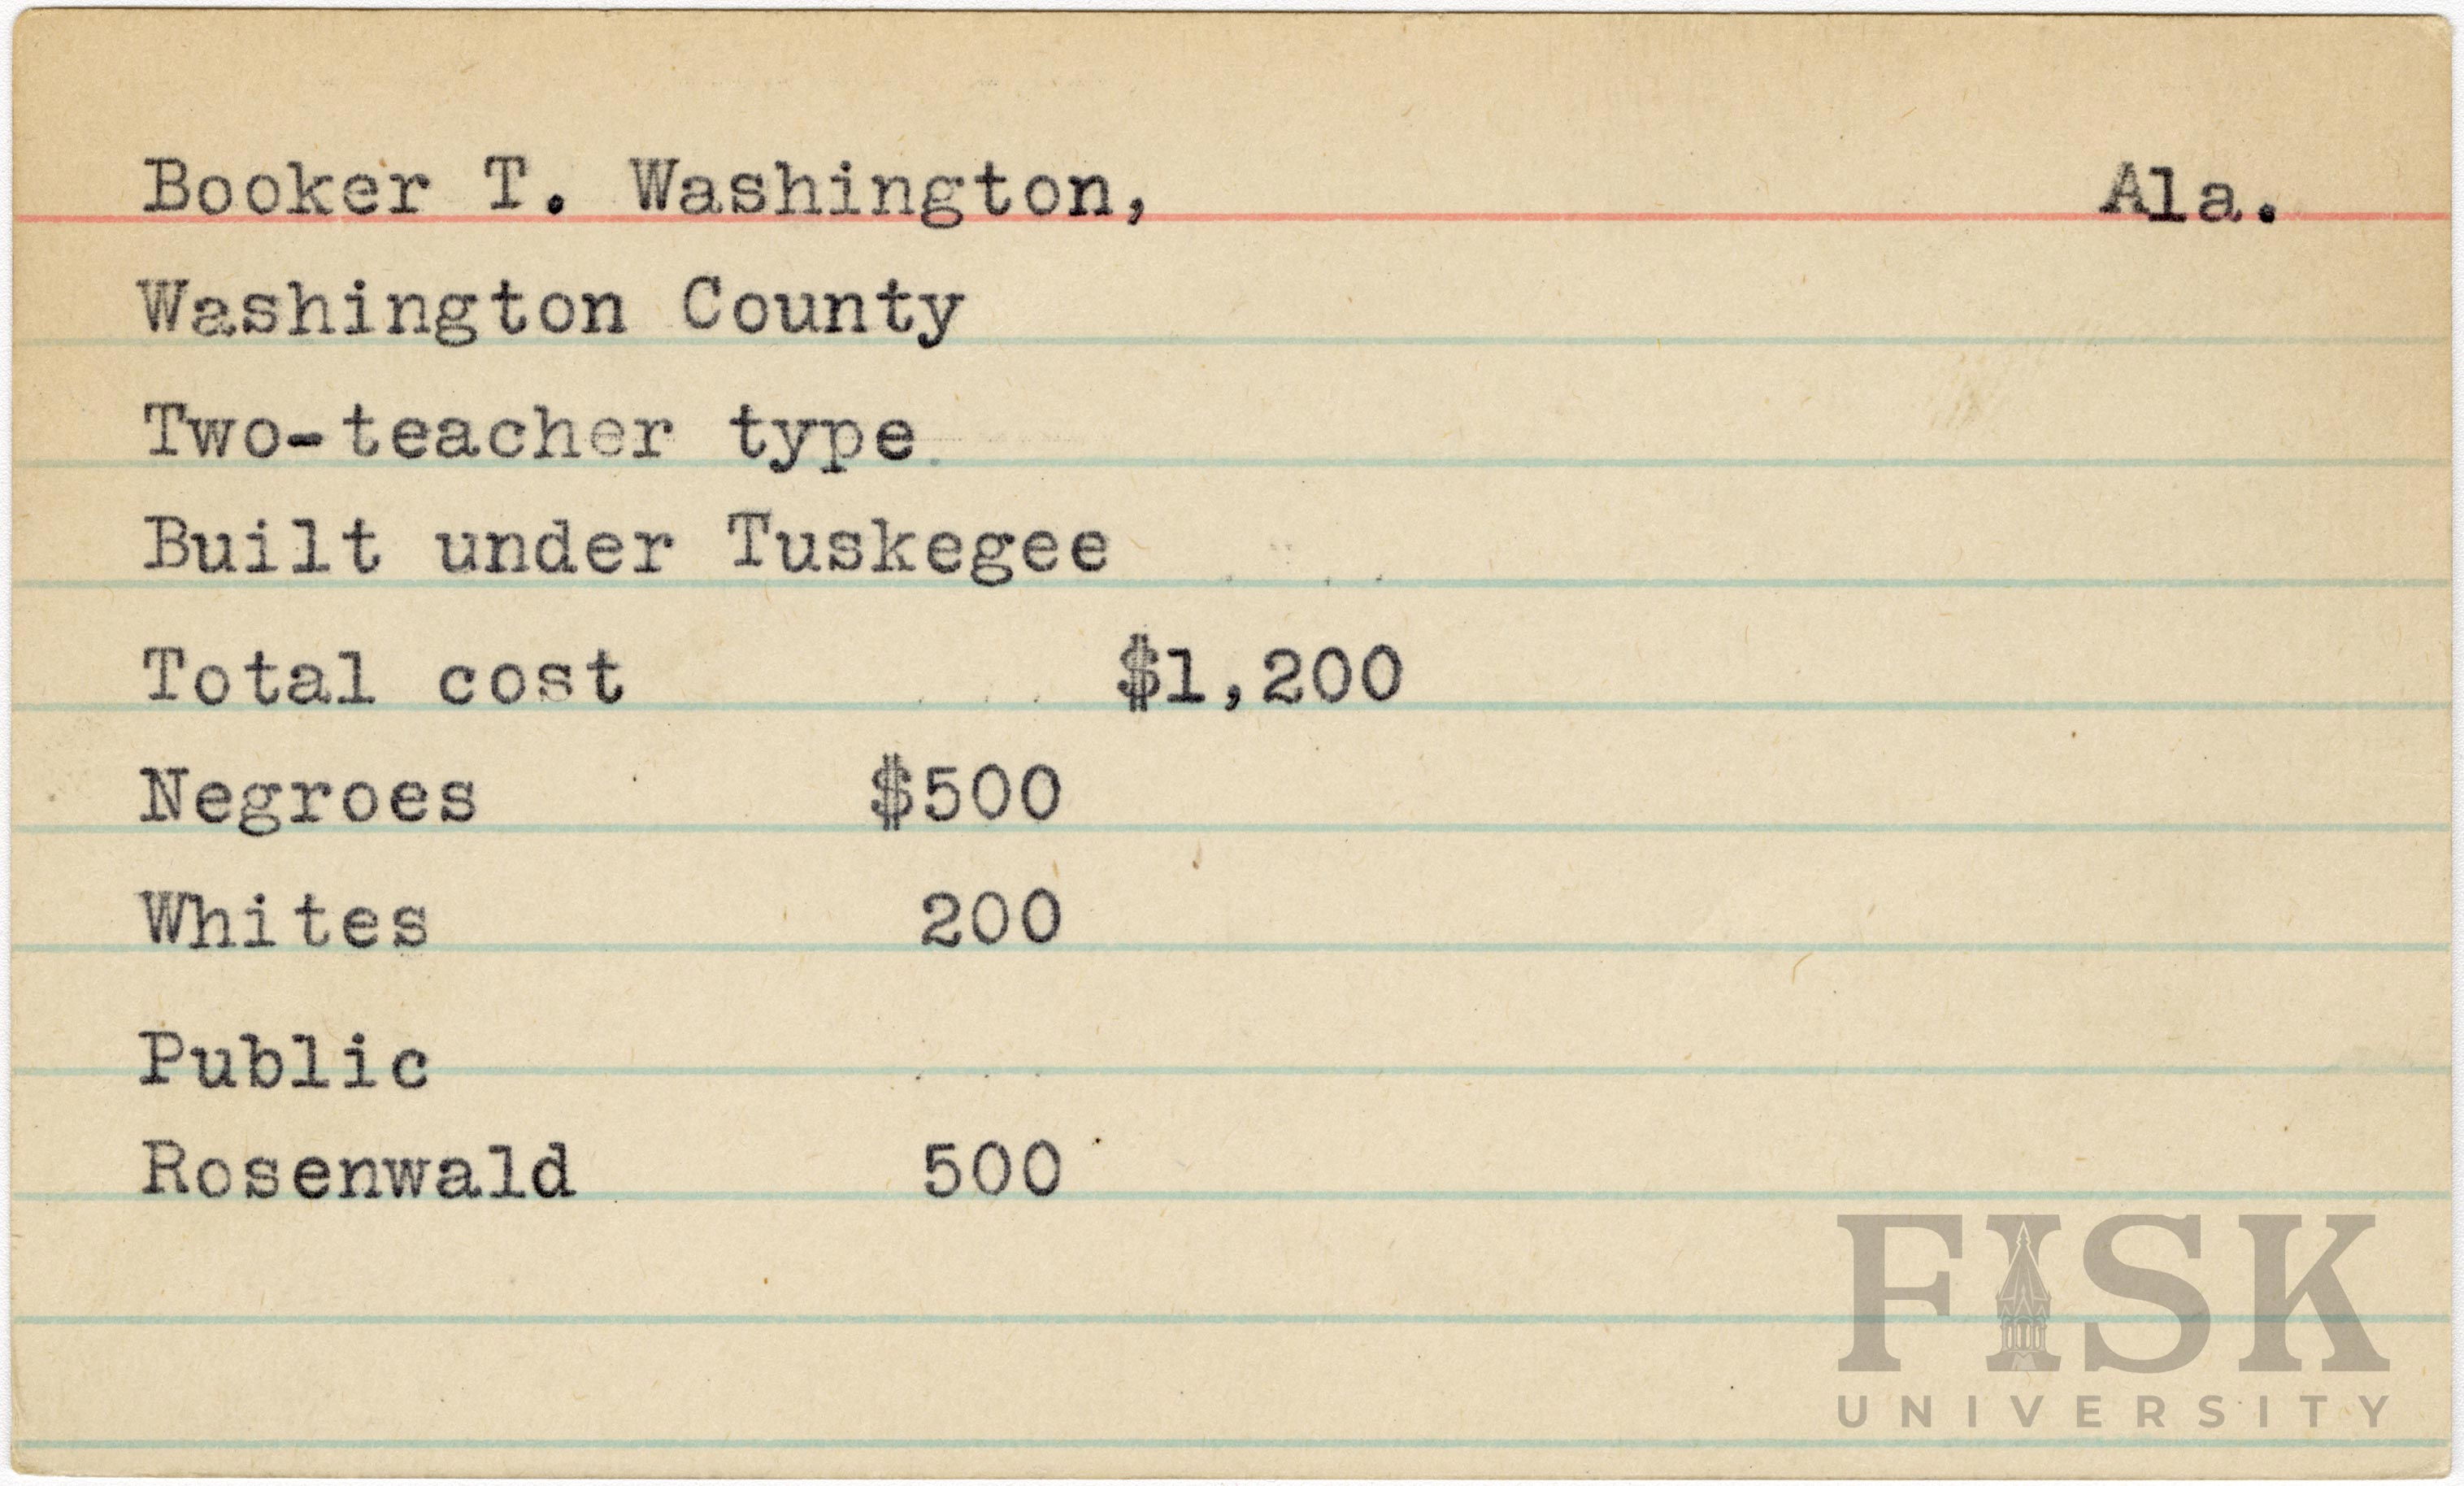 Booker T. Washington, Ala.
Washington County
Two-teacher type.
Built under Tuskegee
Total cost $1,200
Negroes $500
Whites 200
Public
Rosenwald 500
FISK
UNIVERSITY